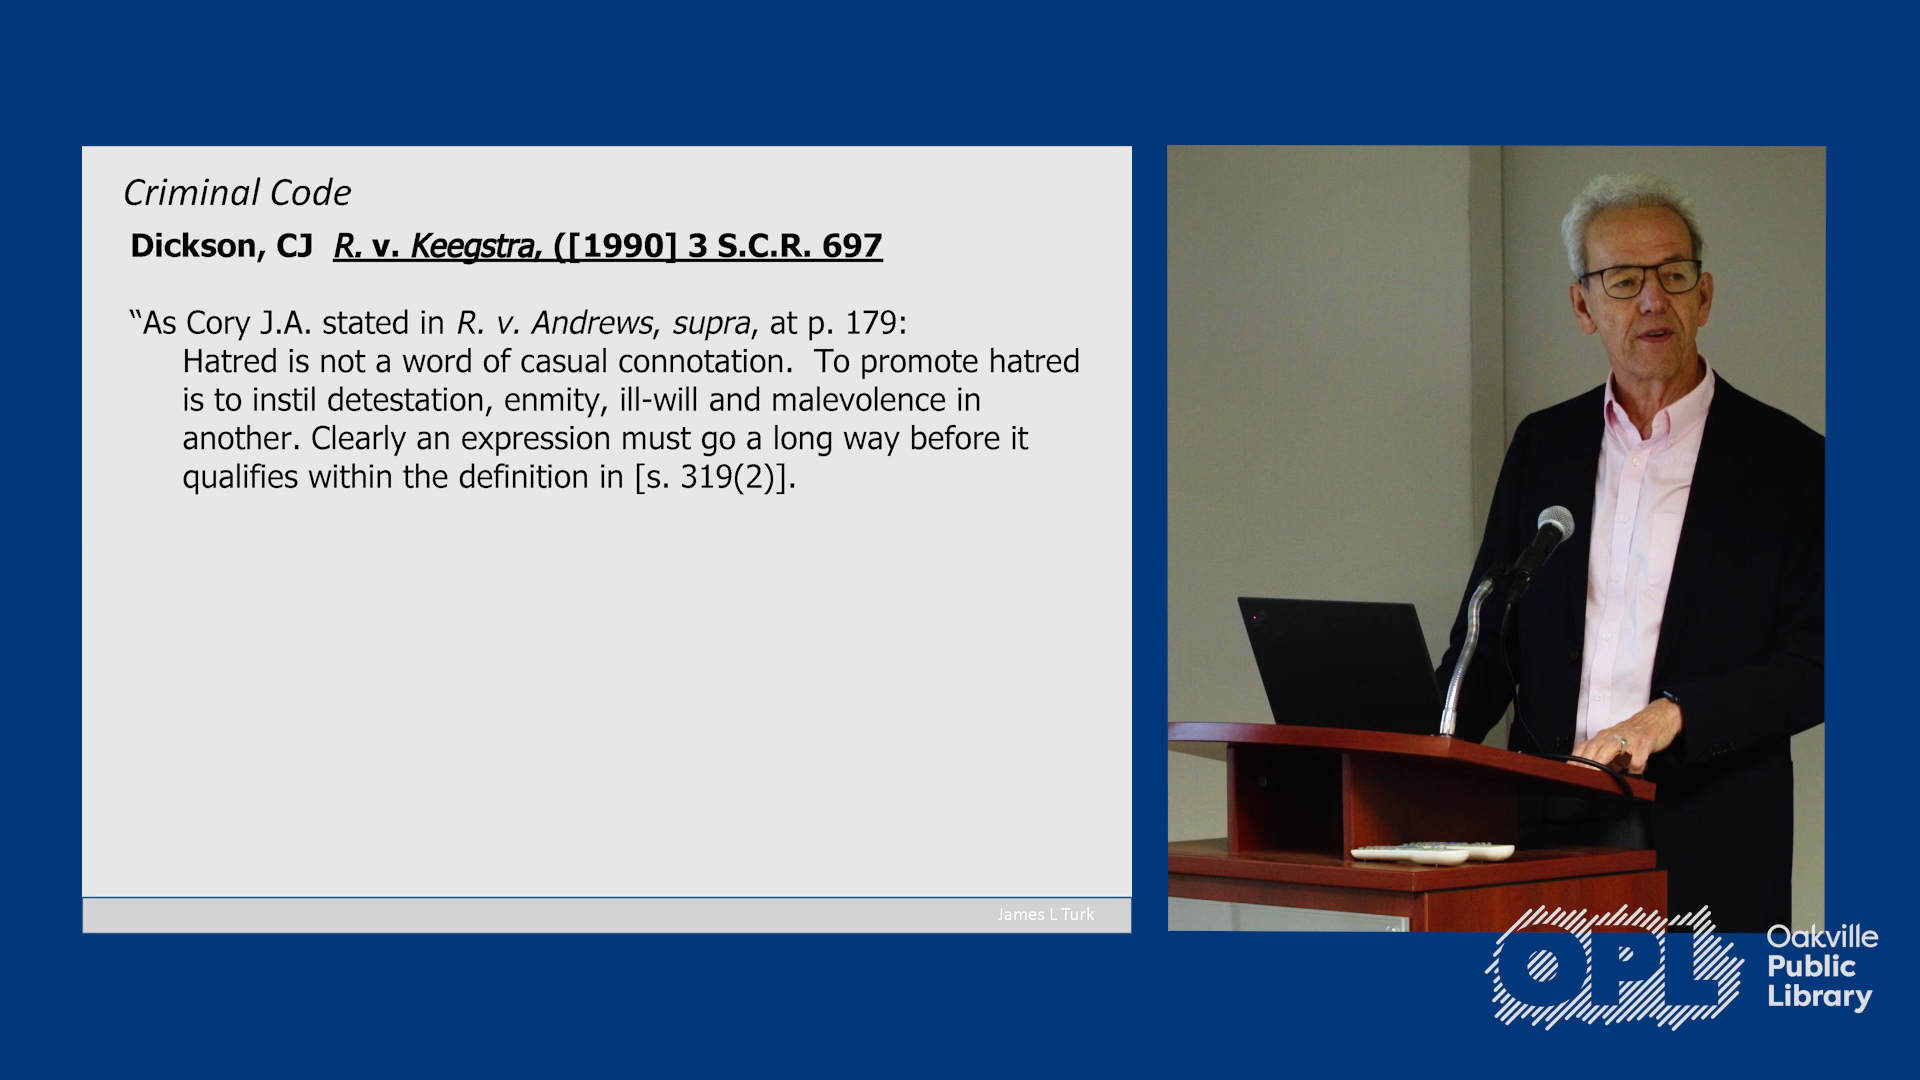 Criminal Code
Dickson, CJ R. v. Keegstra, ([1990] 3 S.C.R. 697
“As Cory J.A. stated in R. v. Andrews, supra, at p. 179:
Hatred is not a word of casual connotation. To promote hatred
is to instil detestation, enmity, ill-will and malevolence in
another. Clearly an expression must go a long way before it
qualifies within the definition in [s. 319(2)].
James L Turk
OPL
Oakville
Public
Library